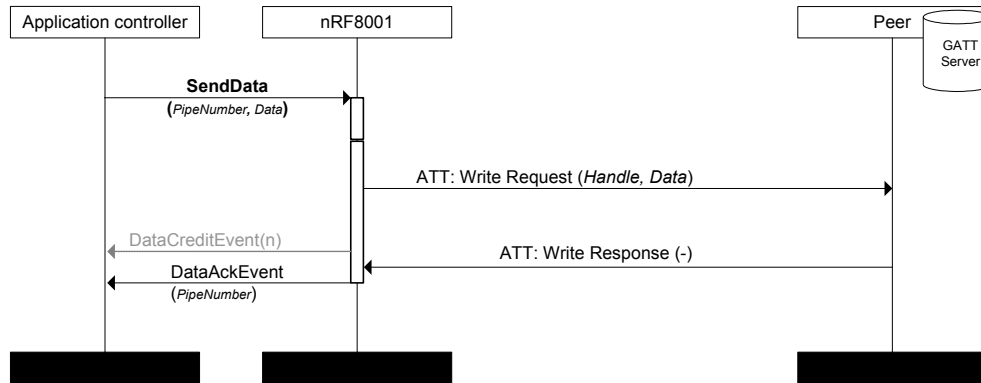 Application controller
nRF8001
Peer
GATT
Server
SendData
(PipeNumber, Data)
ATT: Write Request (Handle, Data)
DataCreditEvent(n)
ATT: Write Response (-)
DataAckEvent
(PipeNumber)